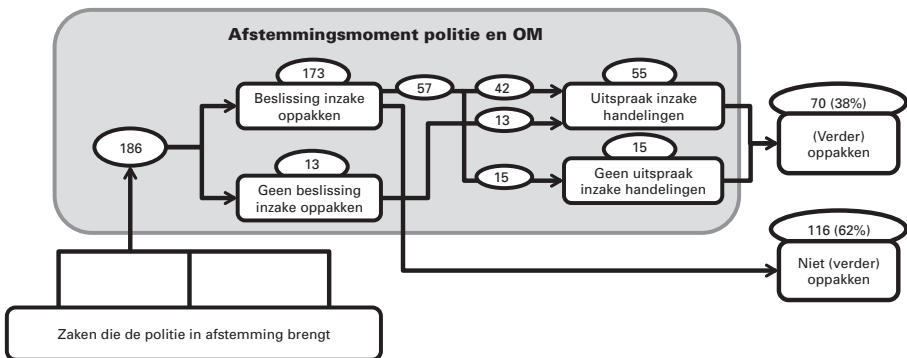 Afstemmingsmoment politie en OM
173
Beslissing inzake
oppakken
57
42
55
Uitspraak inzake
handelingen
13
186
13
Geen beslissing
inzake oppakken
15
15
Geen uitspraak
inzake handelingen
70 (38%)
(Verder)
oppakken
116 (62%)
Niet (verder)
oppakken
Zaken die de politie in afstemming brengt